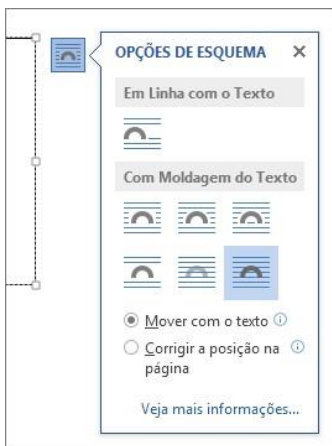 OPÇÕES DE ESQUEMA
Em Linha com o Texto
Com Moldagem do Texto
Mover com o texto
Corrigir a posição na
página
Veja mais informações...